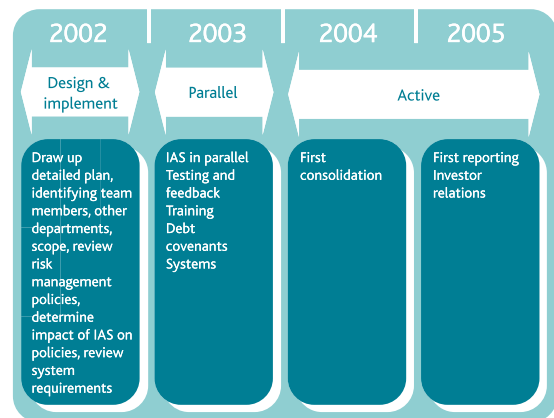 2002
2003
2004
2005
Design &
implement
Parallel
Active
Draw up
detailed plan,
identifying team
members, other
departments,
scope, review
risk
management
policies,
determine
impact of IAS on
policies, review
system
requirements
IAS in parallel
Testing and
feedback
Training
Debt
covenants
Systems
First
consolidation
First reporting
Investor
relations